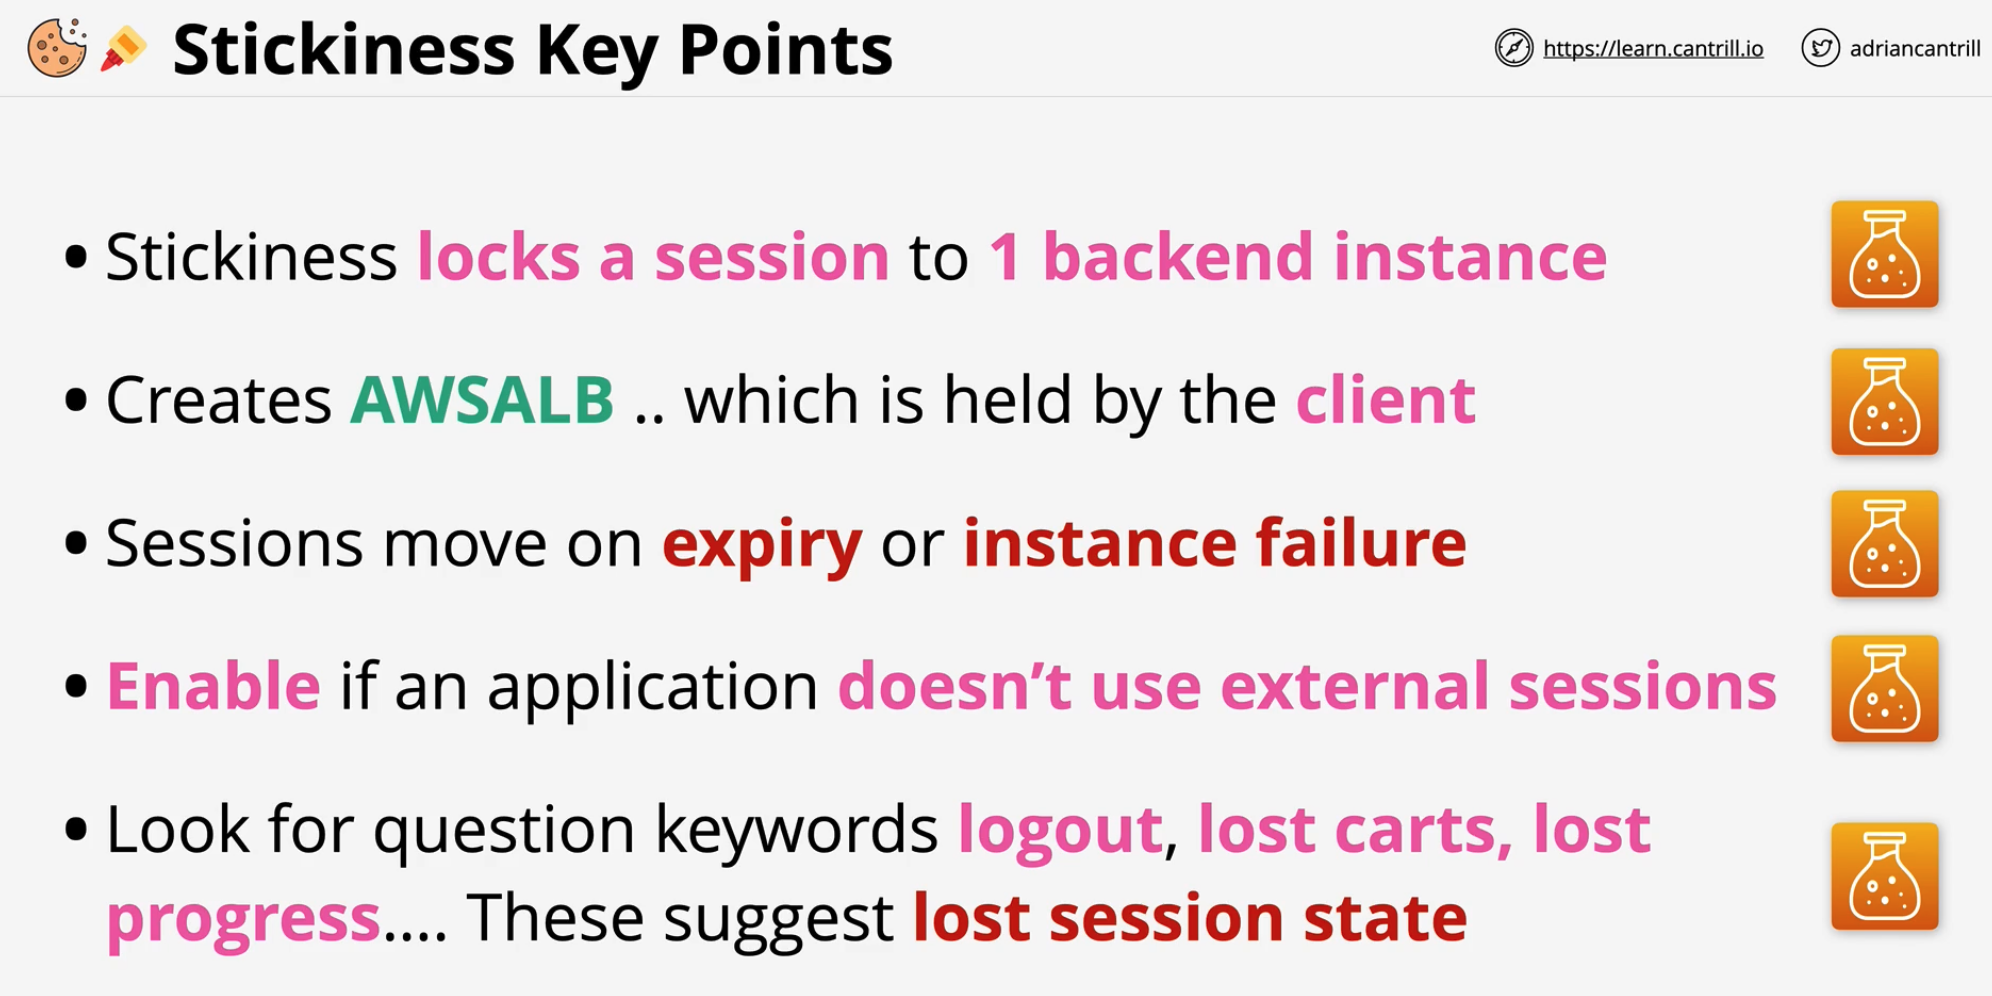 Stickiness Key Points
https://learn.cantrill.io
adriancantrill
• Stickiness locks a session to 1 backend instance
• Creates AWSALB .. which is held by the client
• Sessions move on expiry or instance failure
• Enable if an application doesn’t use external sessions
• Look for question keywords logout, lost carts, lost
progress.... These suggest lost session state